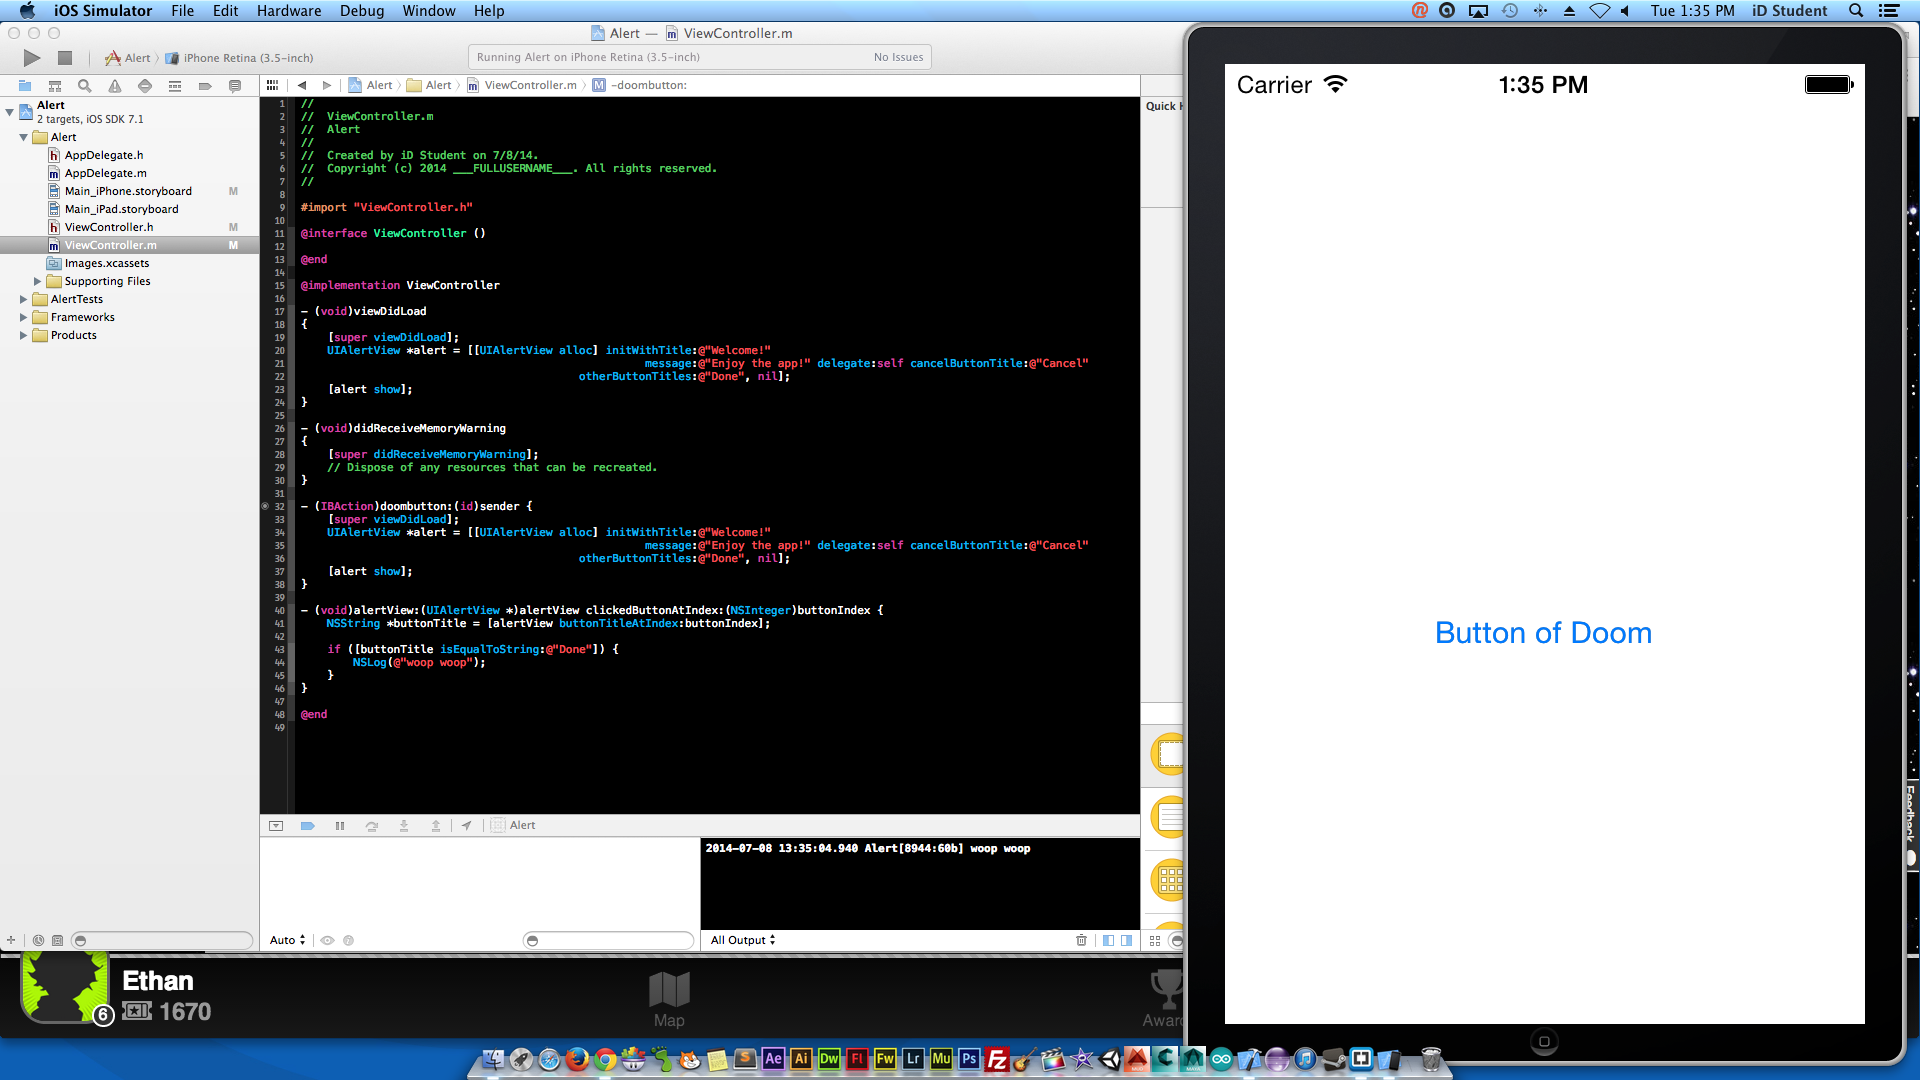 iOS Simulator File Edit Hardware Debug Window Help
Tue 1:35 PM iD Student
Alert — ViewController.m
Alert iPhone Retina (3.5-inch)
Running Alert on iPhone Retina (3.5-inch) No Issues
Alert Alert ViewController.m -doombutton:
Quick H
Alert
2 targets, iOS SDK 7.1
Alert
AppDelegate.h
AppDelegate.m
Main_iPhone.storyboard M
Main_iPad.storyboard
ViewController.h M
ViewController.m M
Images.xcassets
Supporting Files
AlertTests
Frameworks
Products
1 //
2 // ViewController.m
3 // Alert
4 //
5 // Created by iD Student on 7/8/14.
6 // Copyright (c) 2014 ___FULLUSERNAME___. All rights reserved.
7 //
8
9 #import "ViewController.h"
10
11 @interface ViewController ()
12
13 @end
14
15 @implementation ViewController
16
17 - (void)viewDidLoad
18 {
19 [super viewDidLoad];
20 UIAlertView *alert = [[UIAlertView alloc] initWithTitle:@"Welcome!"
21 message:@"Enjoy the app!" delegate:self cancelButtonTitle:@"Cancel"
22 otherButtonTitles:@"Done", nil];
23 [alert show];
24 }
25
26 - (void)didReceiveMemoryWarning
27 {
28 [super didReceiveMemoryWarning];
29 // Dispose of any resources that can be recreated.
30 }
31
32 - (IBAction)doombutton:(id)sender {
33 [super viewDidLoad];
34 UIAlertView *alert = [[UIAlertView alloc] initWithTitle:@"Welcome!"
35 message:@"Enjoy the app!" delegate:self cancelButtonTitle:@"Cancel"
36 otherButtonTitles:@"Done", nil];
37 [alert show];
38 }
39
40 - (void)alertView:(UIAlertView *)alertView clickedButtonAtIndex:(NSInteger)buttonIndex {
41 NSString *buttonTitle = [alertView buttonTitleAtIndex:buttonIndex];
42
43 if ([buttonTitle isEqualToString:@"Done"]) {
44 NSLog(@"woop woop");
45 }
46 }
47
48 @end
49
Alert
2014-07-08 13:35:04.940 Alert[8944:60b] woop woop
Auto
All Output
Carrier 1:35 PM
Button of Doom
Feedback
Ethan
6 1670
Map
Awar
Ae Ai Dw Fl Fw Lr Mu Ps Fz